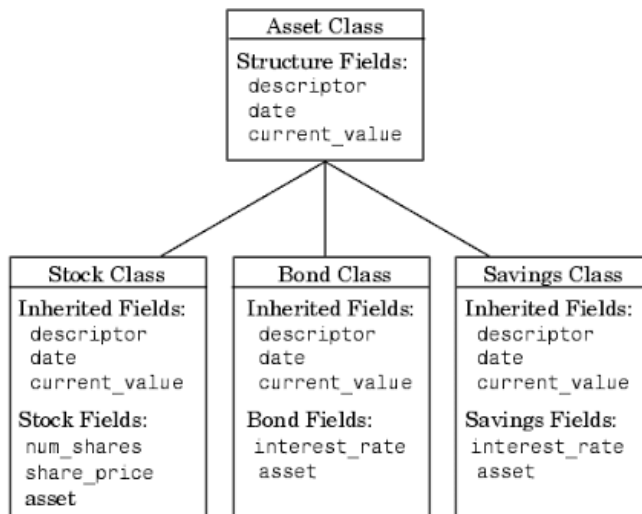 Asset Class
Structure Fields:
descriptor
date
current_value
Stock Class
Inherited Fields:
descriptor
date
current_value
Stock Fields:
num_shares
share_price
asset
Bond Class
Inherited Fields:
descriptor
date
current_value
Bond Fields:
interest_rate
asset
Savings Class
Inherited Fields:
descriptor
date
current_value
Savings Fields:
interest_rate
asset